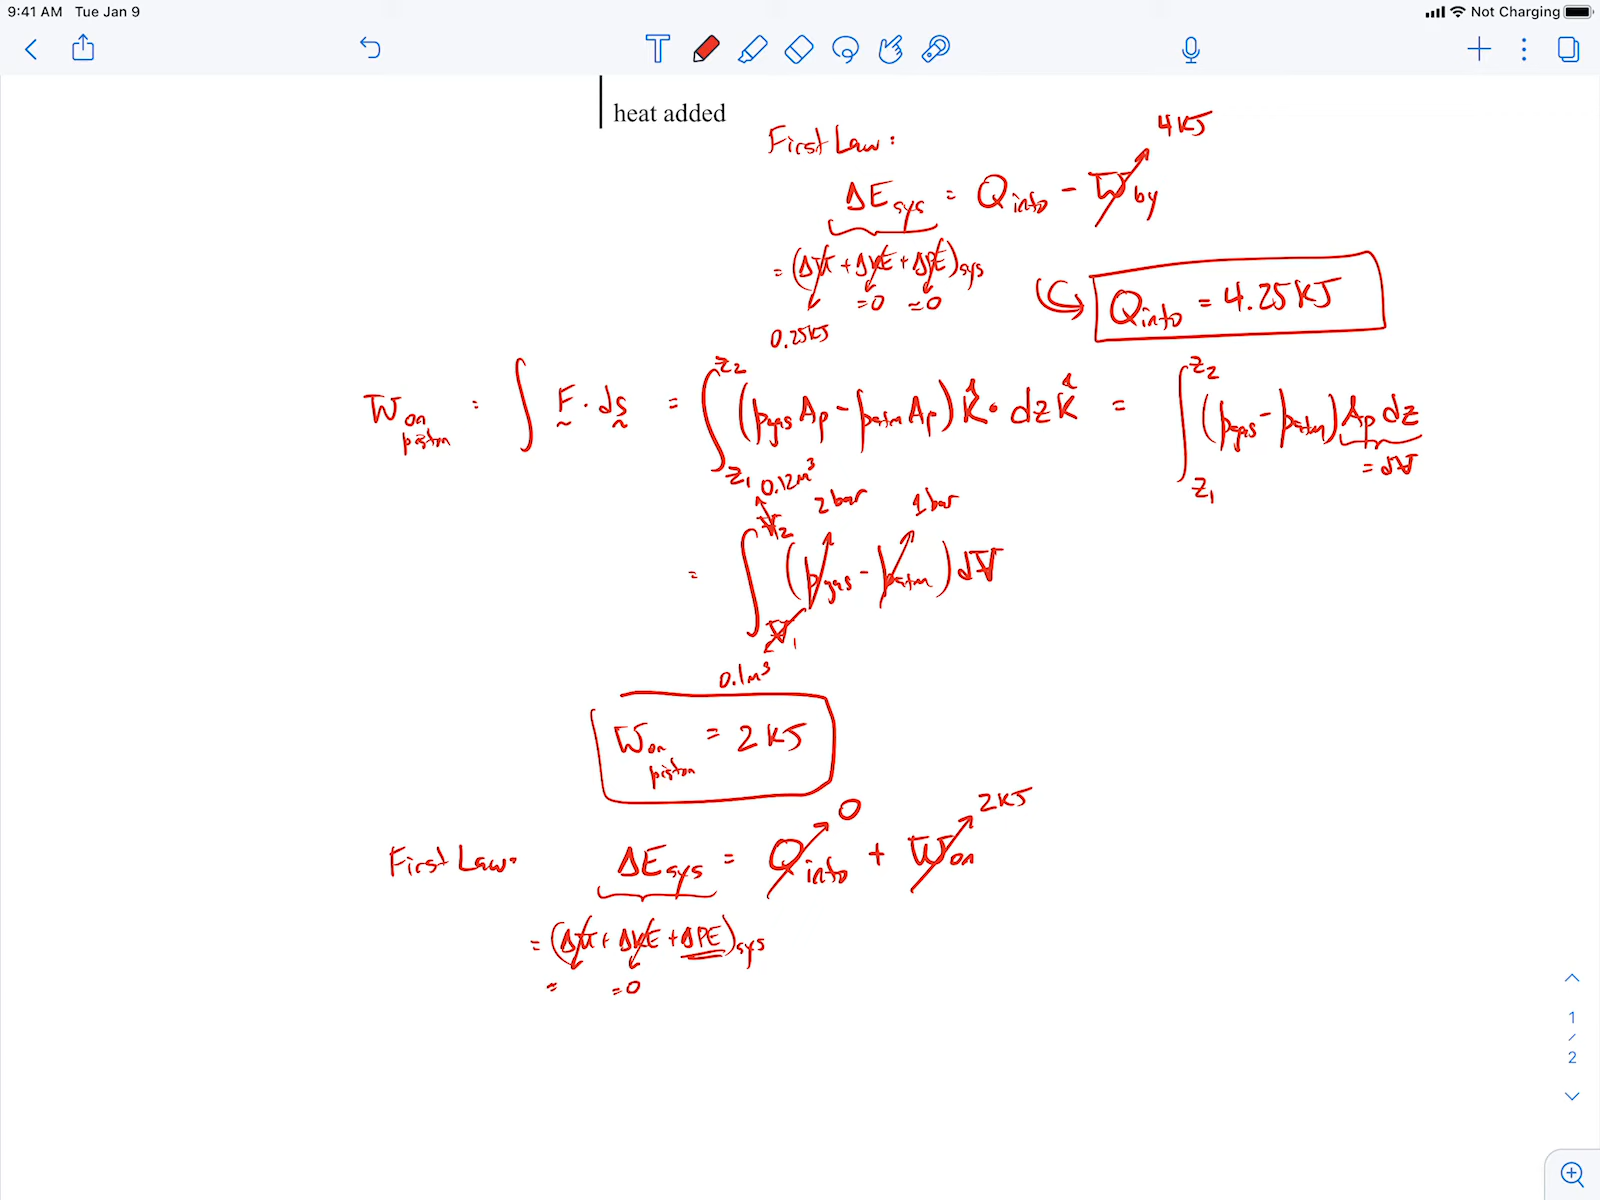 9:41 AM Tue Jan 9 Not Charging
heat added
First Law:
ΔE_sys = Q_into - W_by → 4 kJ
= (ΔU + ΔKE + ΔPE)_sys
0.25 kJ =0 ≈0
Q_into = 4.25 kJ
W_on piston = ∫ F · ds = ∫_{z1}^{z2} (p_gas A_p - p_atm A_p) k̂ · dz k̂ = ∫_{z1}^{z2} (p_gas - p_atm) A_p dz
= dV
0.12 m³ 2 bar 1 bar
= ∫_{V1}^{V2} (p_gas - p_atm) dV
0.1 m³
W_on piston = 2 kJ
0 2 kJ
First Law: ΔE_sys = Q_into + W_on
= (ΔU + ΔKE + ΔPE)_sys
= =0
1
/
2